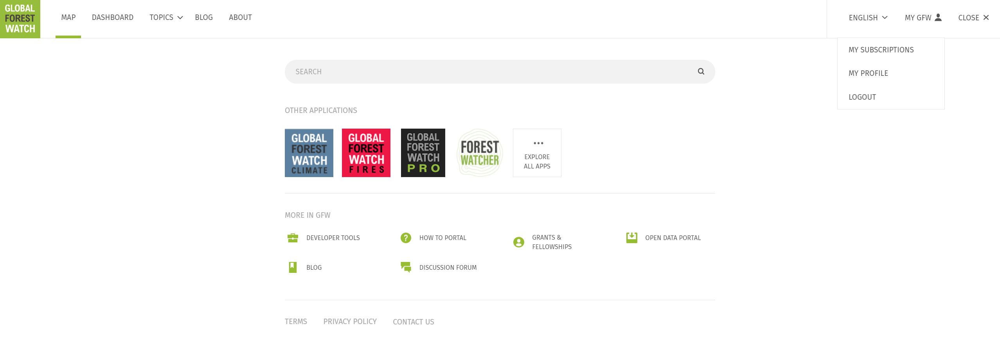 GLOBAL
FOREST
WATCH
MAP DASHBOARD TOPICS BLOG ABOUT
ENGLISH MY GFW CLOSE
MY SUBSCRIPTIONS
MY PROFILE
LOGOUT
SEARCH
OTHER APPLICATIONS
GLOBAL
FOREST
WATCH
CLIMATE
GLOBAL
FOREST
WATCH
FIRES
GLOBAL
FOREST
WATCH
PRO
FOREST
WATCHER
EXPLORE
ALL APPS
MORE IN GFW
DEVELOPER TOOLS
HOW TO PORTAL
GRANTS &
FELLOWSHIPS
OPEN DATA PORTAL
BLOG
DISCUSSION FORUM
TERMS PRIVACY POLICY CONTACT US